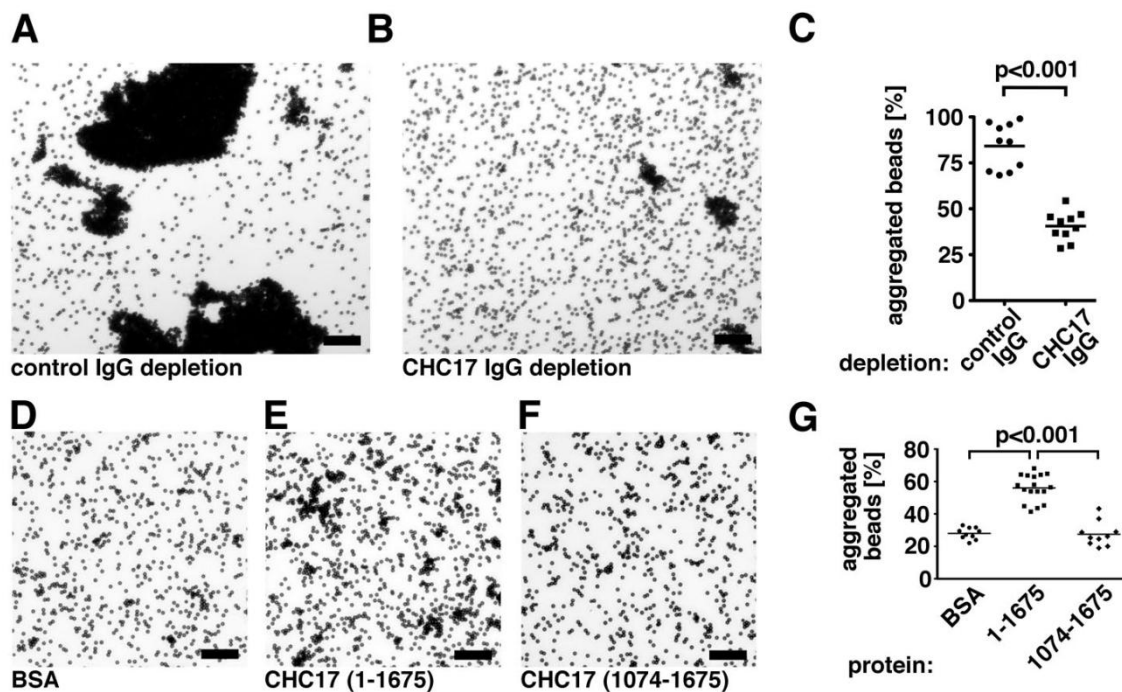 A
B
C
p<0.001
aggregated beads [%]
100
75
50
25
0
control IgG depletion
CHC17 IgG depletion
depletion:
control
IgG
CHC17
IgG
D
E
F
G
p<0.001
aggregated
beads [%]
80
60
40
20
0
BSA
1-1675
1074-1675
protein:
BSA
CHC17 (1-1675)
CHC17 (1074-1675)